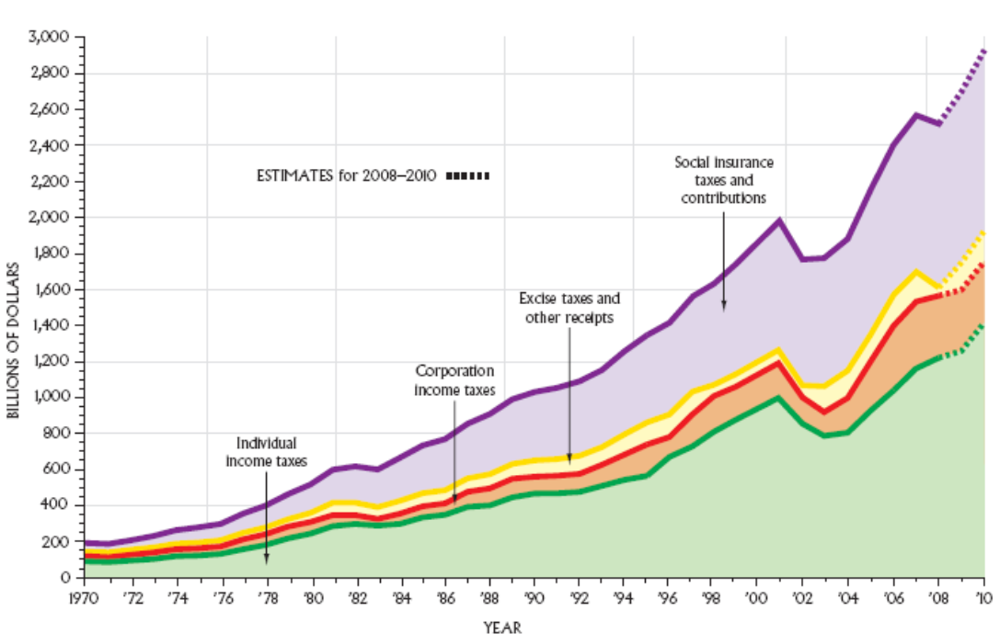 3,000
2,800
2,600
2,400
2,200
2,000
1,800
1,600
1,400
1,200
1,000
800
600
400
200
0
BILLIONS OF DOLLARS
ESTIMATES for 2008–2010
Social insurance
taxes and
contributions
Excise taxes and
other receipts
Corporation
income taxes
Individual
income taxes
1970 '72 '74 '76 '78 '80 '82 '84 '86 '88 '90 '92 '94 '96 '98 '00 '02 '04 '06 '08 '10
YEAR